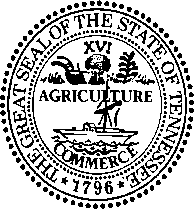 THE GREAT SEAL OF THE STATE OF TENNESSEE
XVI
AGRICULTURE
COMMERCE
1796